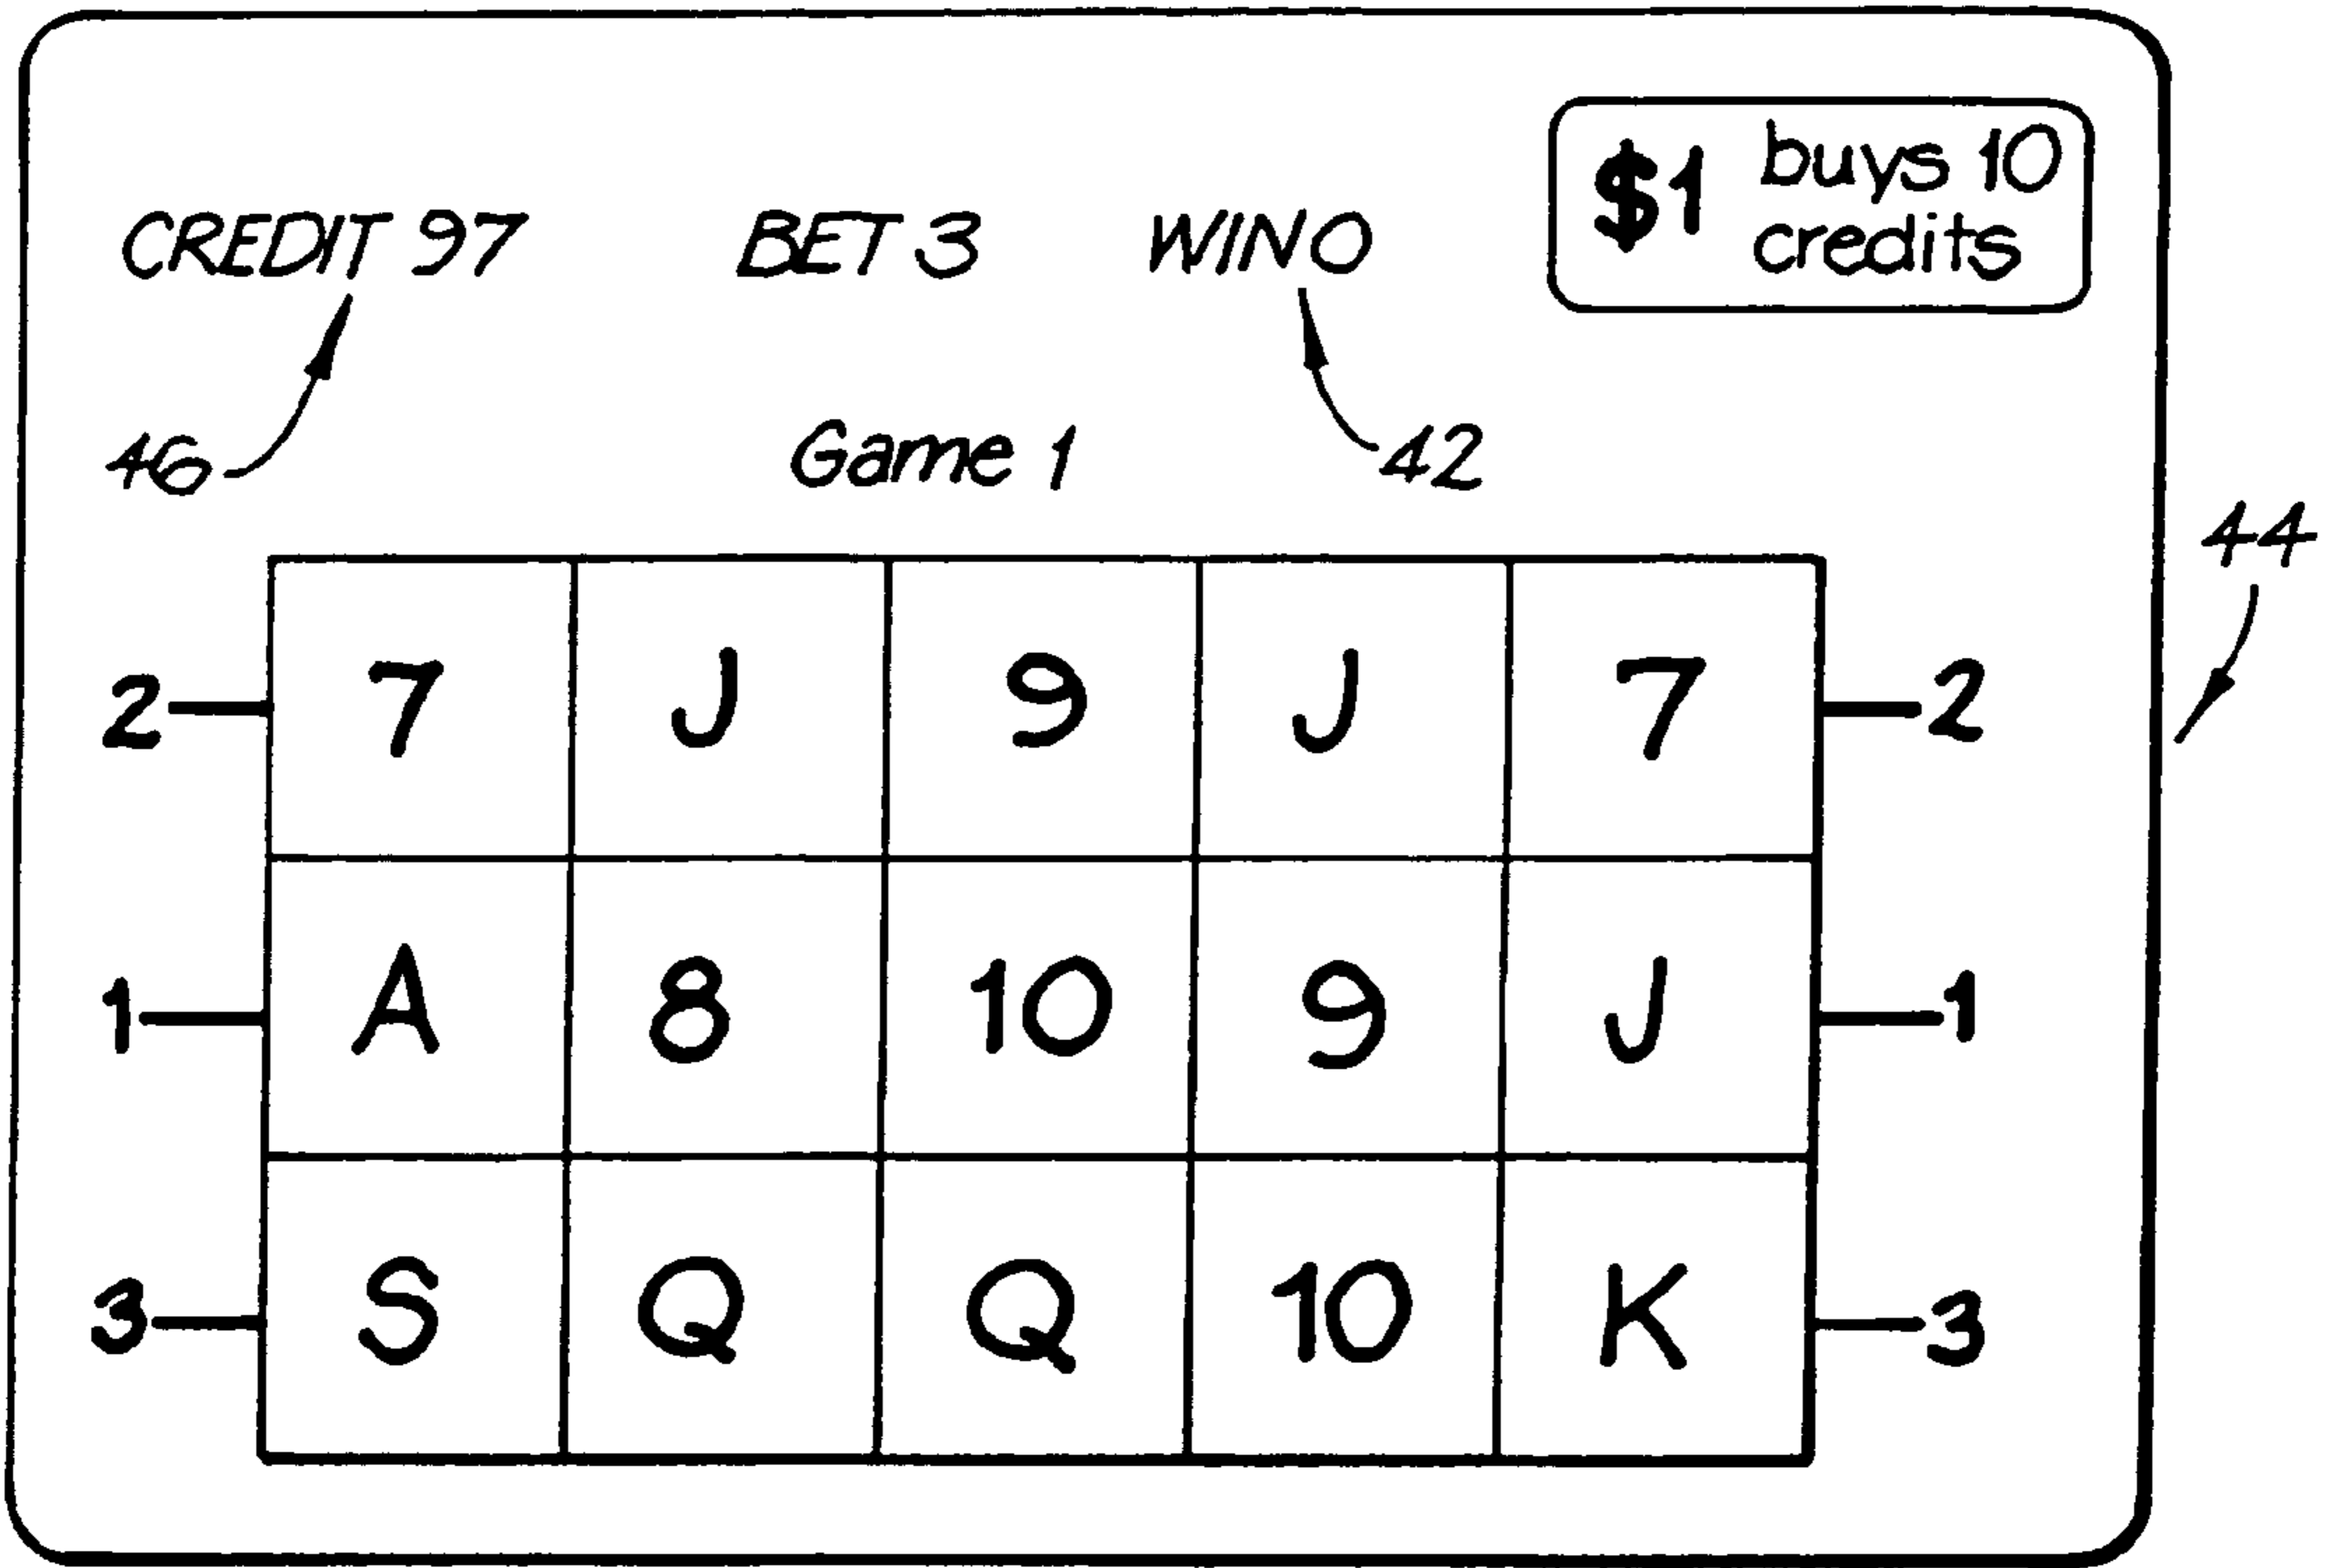 $1 buys 10
credits
CREDIT 97 BET 3 WIN 0
46 Game 1 42
44
2 7 J 9 J 7 2
1 A 8 10 9 J 1
3 S Q Q 10 K 3